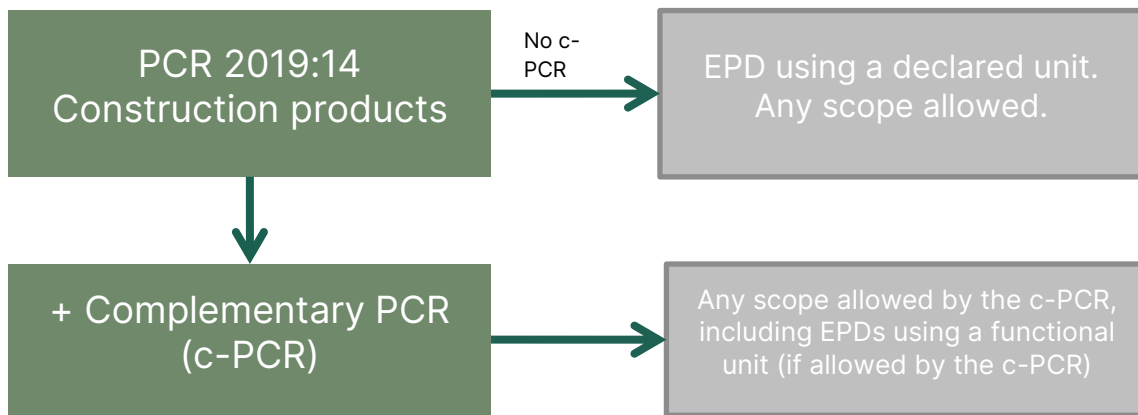 PCR 2019:14
Construction products
No c-
PCR
EPD using a declared unit.
Any scope allowed.
+ Complementary PCR
(c-PCR)
Any scope allowed by the c-PCR,
including EPDs using a functional
unit (if allowed by the c-PCR)